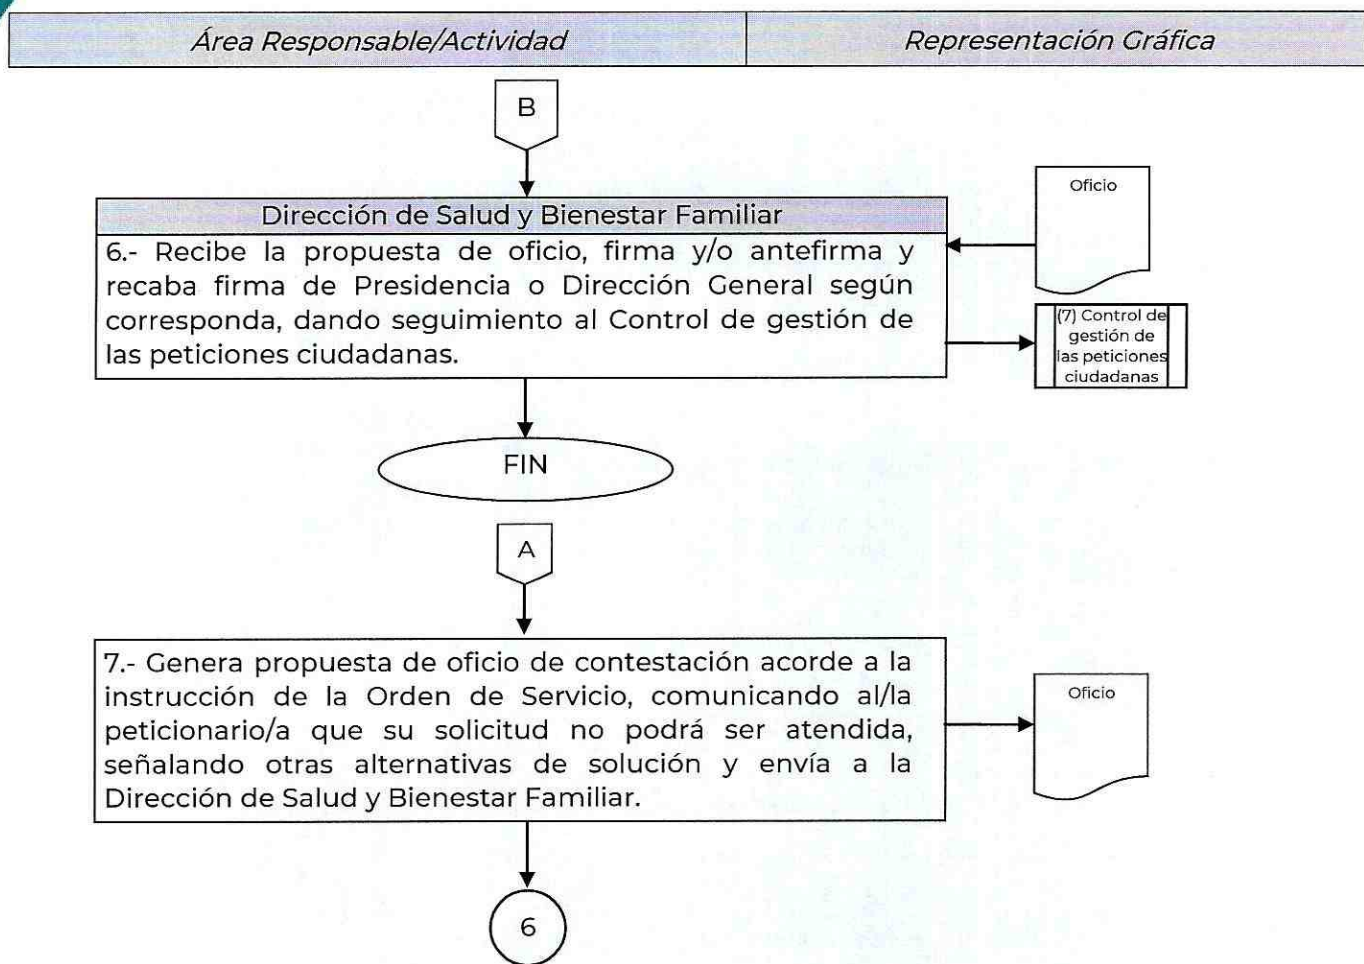 Área Responsable/Actividad
Representación Gráfica
B
Dirección de Salud y Bienestar Familiar
6.- Recibe la propuesta de oficio, firma y/o antefirma y
recaba firma de Presidencia o Dirección General según
corresponda, dando seguimiento al Control de gestión de
las peticiones ciudadanas.
Oficio
(7) Control de
gestión de
las peticiones
ciudadanas
FIN
A
7.- Genera propuesta de oficio de contestación acorde a la
instrucción de la Orden de Servicio, comunicando al/la
peticionario/a que su solicitud no podrá ser atendida,
señalando otras alternativas de solución y envía a la
Dirección de Salud y Bienestar Familiar.
Oficio
6